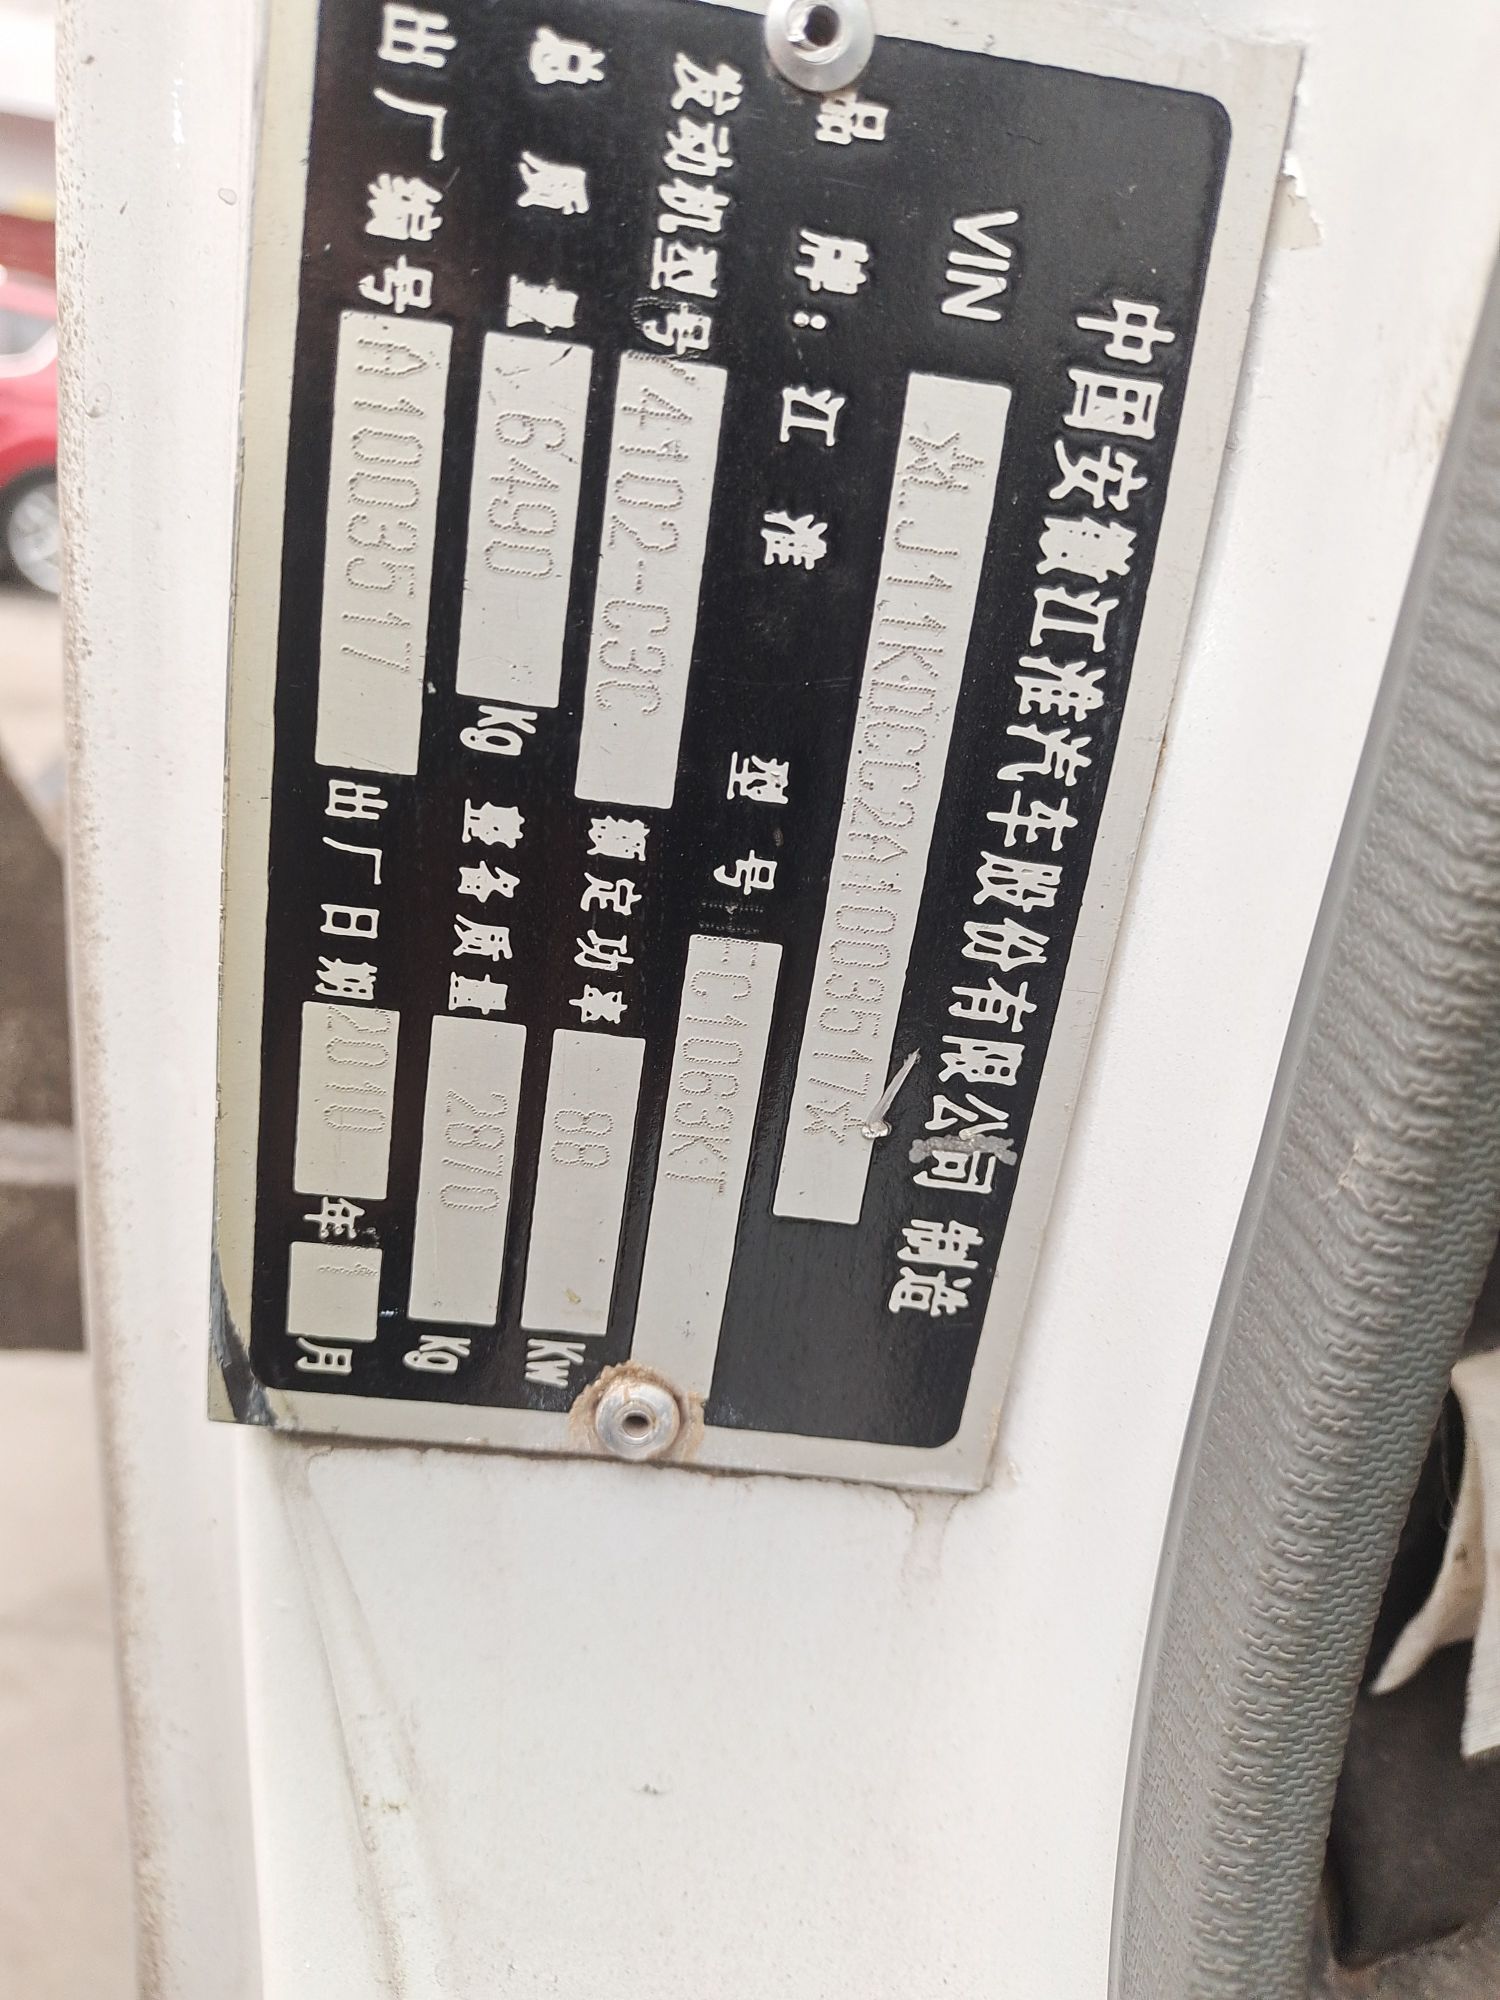 中国安徽江淮汽车股份有限公司 制造
VIN ☆LJ11KDCC2A1003517☆
品牌：江淮 型号 HFC1063KT
发动机型号 Y4102-C3C 额定功率 88 Kw
总质量 6490 Kg 整备质量 2870 Kg
出厂编号 A1003517 出厂日期 2010 年 月